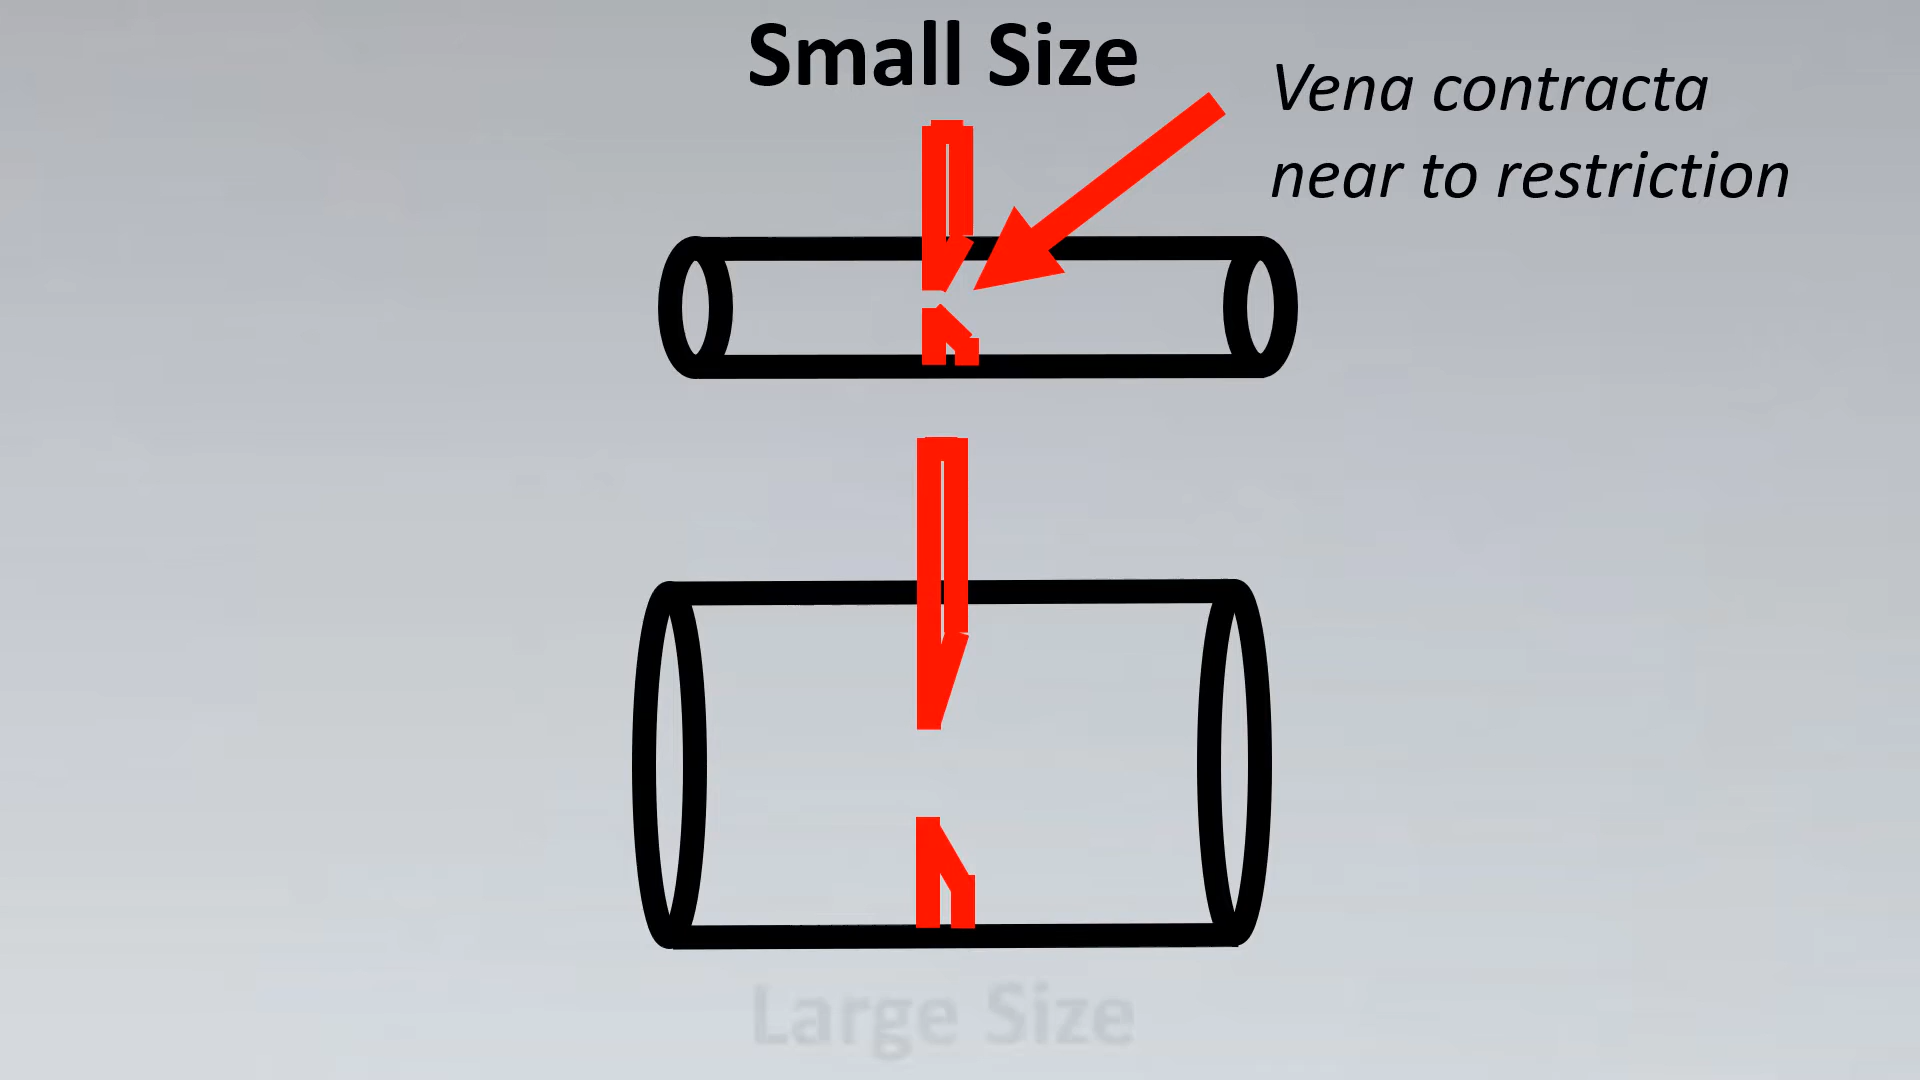 Small Size
Vena contracta
near to restriction
Large Size